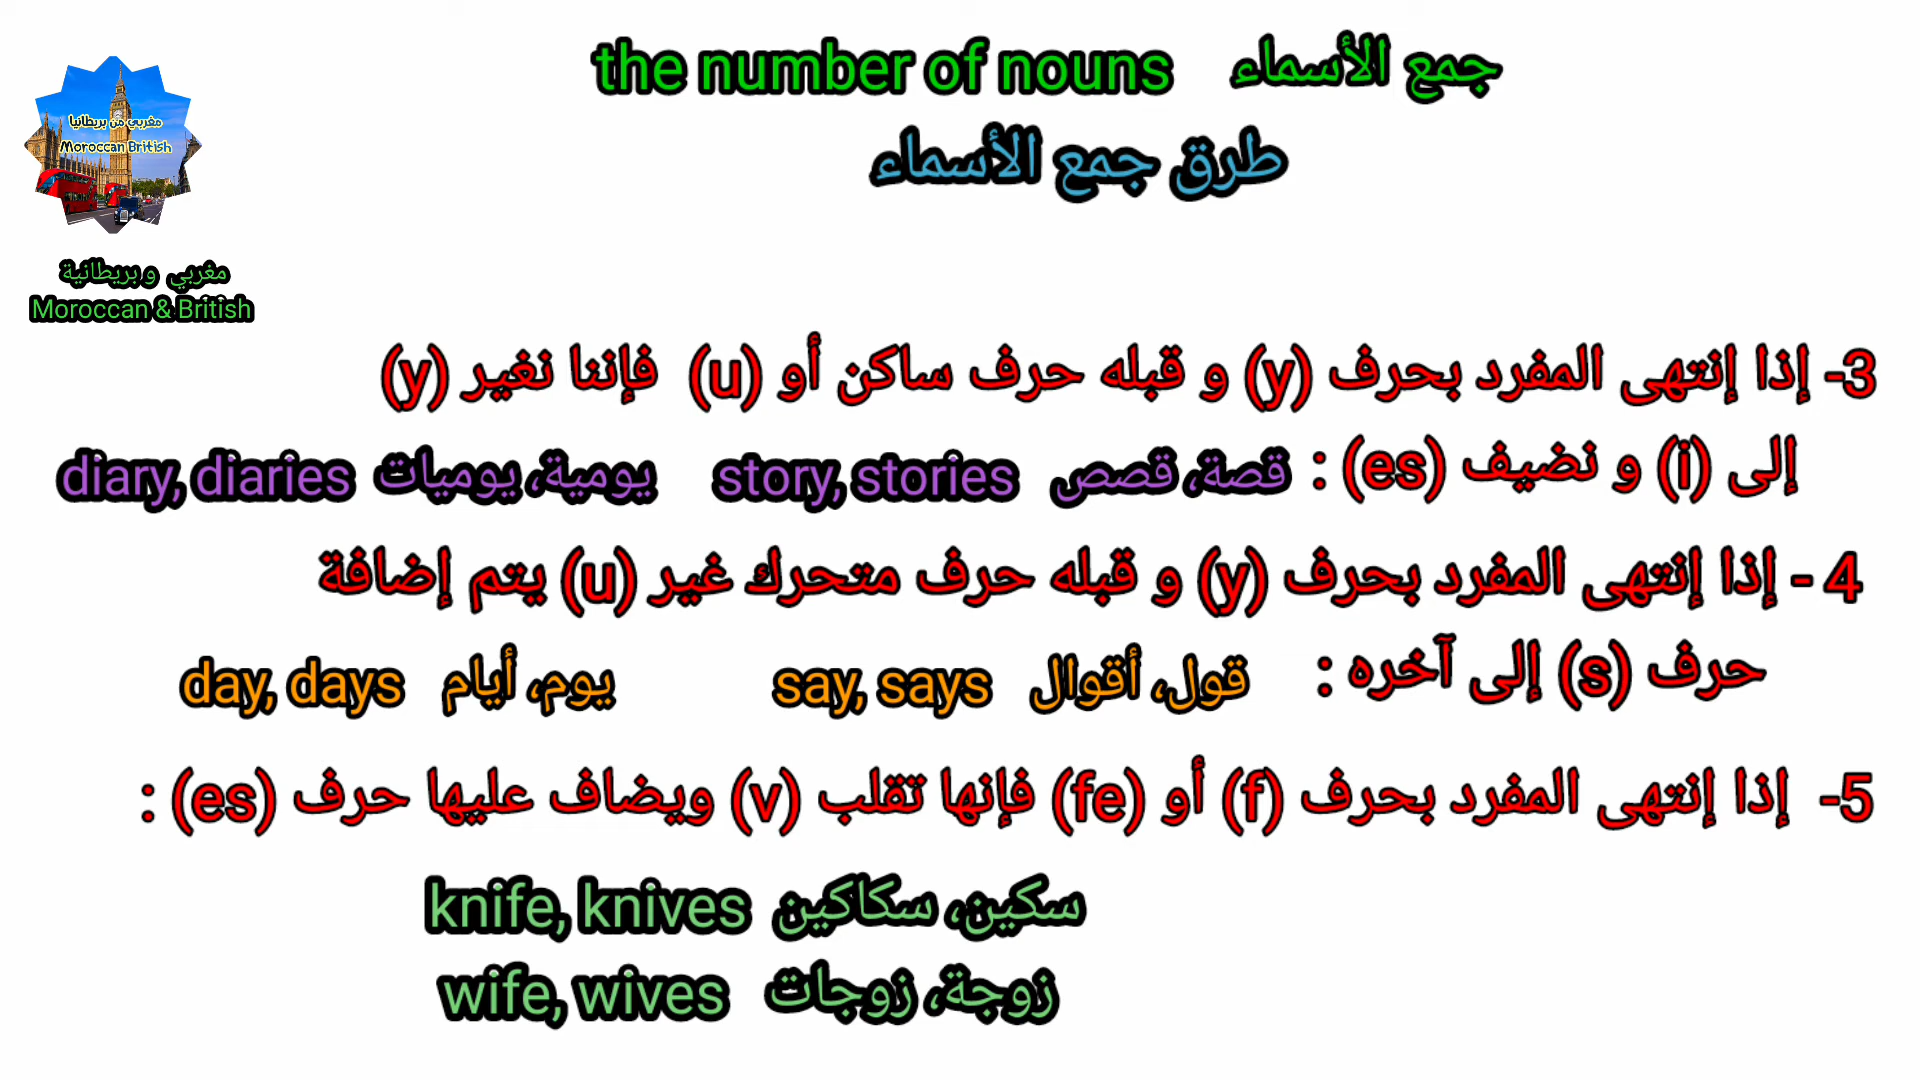 the number of nouns جمع الأسماء
طرق جمع الأسماء
مغربي من بريطانيا
Moroccan British
مغربي و بريطانية
Moroccan & British
3- إذا إنتهى المفرد بحرف (y) و قبله حرف ساكن أو (u) فإننا نغير (y)
إلى (i) و نضيف (es) : قصة، قصص story, stories يومية، يوميات diary, diaries
4 - إذا إنتهى المفرد بحرف (y) و قبله حرف متحرك غير (u) يتم إضافة
حرف (s) إلى آخره : قول، أقوال say, says يوم، أيام day, days
5- إذا إنتهى المفرد بحرف (f) أو (fe) فإنها تقلب (v) ويضاف عليها حرف (es) :
سكين، سكاكين knife, knives
زوجة، زوجات wife, wives